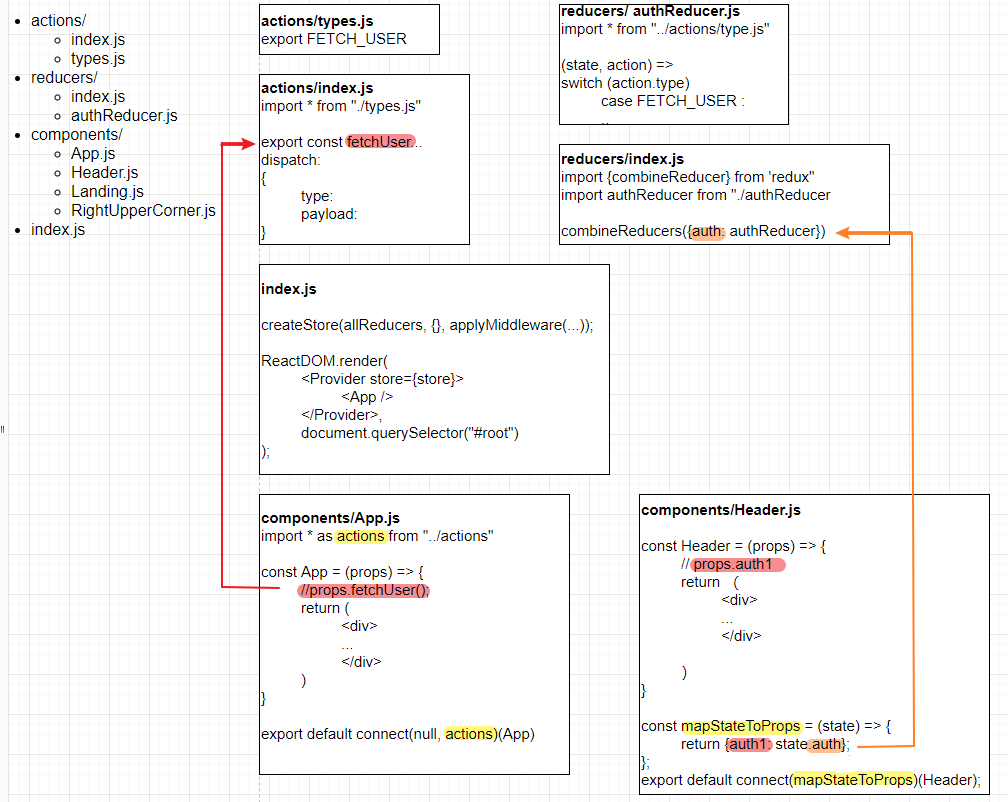 actions/
index.js
types.js
reducers/
index.js
authReducer.js
components/
App.js
Header.js
Landing.js
RightUpperCorner.js
index.js
"
actions/types.js
export FETCH_USER
actions/index.js
import * from "./types.js"
export const fetchUser...
dispatch:
{
type:
payload:
}
reducers/ authReducer.js
import * from "../actions/type.js"
(state, action) =>
switch (action.type)
case FETCH_USER :
..
reducers/index.js
import {combineReducer} from 'redux"
import authReducer from "./authReducer
combineReducers({auth: authReducer})
index.js
createStore(allReducers, {}, applyMiddleware(...));
ReactDOM.render(
<Provider store={store}>
<App />
</Provider>,
document.querySelector("#root")
);
components/App.js
import * as actions from "../actions"
const App = (props) => {
//props.fetchUser();
return (
<div>
...
</div>
)
}
export default connect(null, actions)(App)
components/Header.js
const Header = (props) => {
// props.auth1
return (
<div>
...
</div>
)
}
const mapStateToProps = (state) => {
return {auth1: state.auth};
};
export default connect(mapStateToProps)(Header);